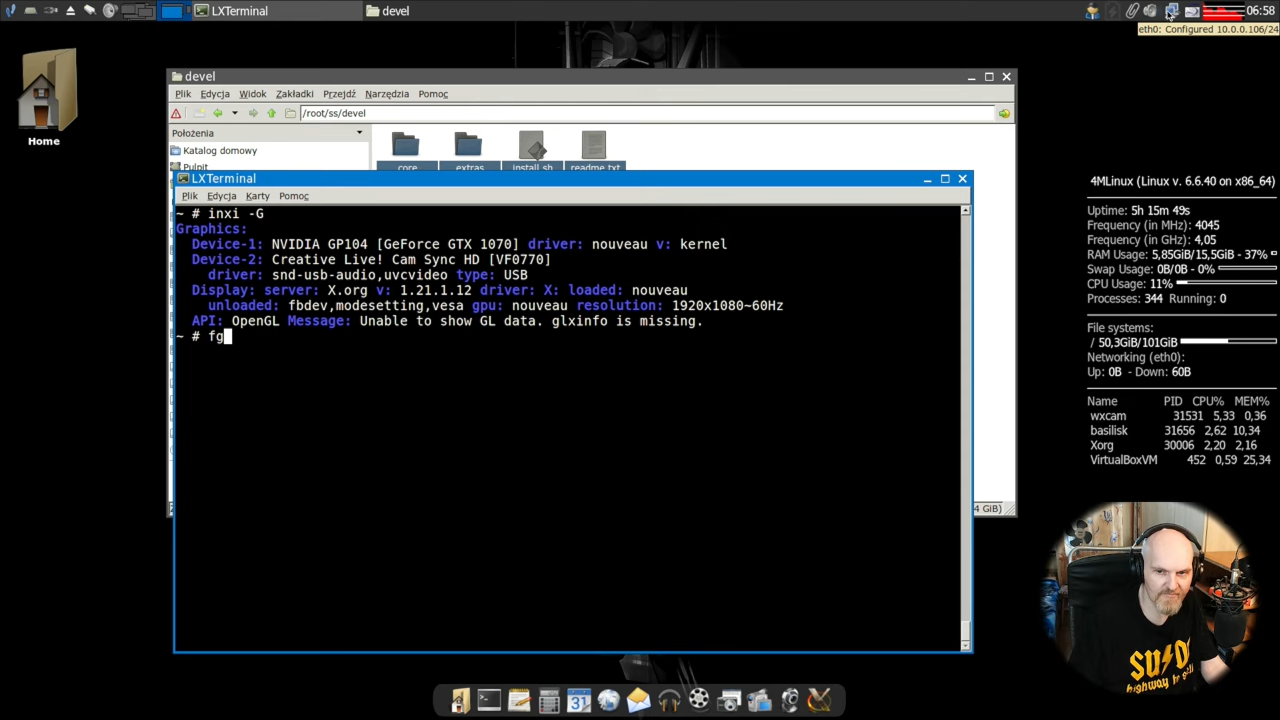 LXTerminal
devel
06:58
eth0: Configured 10.0.0.106/24
Home
devel
Plik Edycja Widok Zakładki Przejdź Narzędzia Pomoc
/root/ss/devel
Położenia
Katalog domowy
Pulpit
core extras install.sh readme.txt
LXTerminal
Plik Edycja Karty Pomoc
~ # inxi -G
Graphics:
Device-1: NVIDIA GP104 [GeForce GTX 1070] driver: nouveau v: kernel
Device-2: Creative Live! Cam Sync HD [VF0770]
driver: snd-usb-audio,uvcvideo type: USB
Display: server: X.org v: 1.21.1.12 driver: X: loaded: nouveau
unloaded: fbdev,modesetting,vesa gpu: nouveau resolution: 1920x1080~60Hz
API: OpenGL Message: Unable to show GL data. glxinfo is missing.
~ # fg
4 GiB)
4MLinux (Linux v. 6.6.40 on x86_64)
Uptime: 5h 15m 49s
Frequency (in MHz): 4045
Frequency (in GHz): 4,05
RAM Usage: 5,85GiB/15,5GiB - 37%
Swap Usage: 0B/0B - 0%
CPU Usage: 11%
Processes: 344 Running: 0
File systems:
/ 50,3GiB/101GiB
Networking (eth0):
Up: 0B - Down: 60B
Name PID CPU% MEM%
wxcam 31531 5,33 0,36
basilisk 31656 2,62 10,34
Xorg 30006 2,20 2,16
VirtualBoxVM 452 0,59 25,34
31
SU DO
highway to